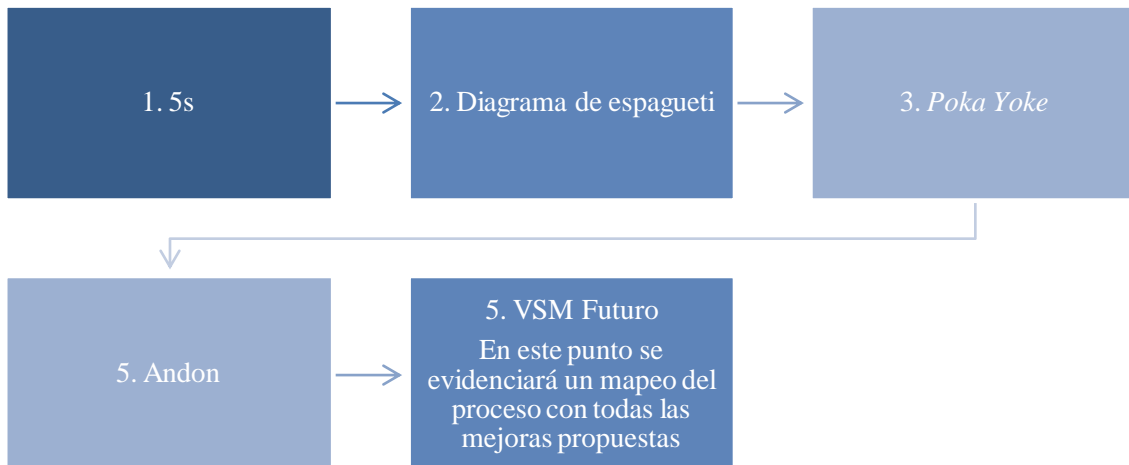 1. 5s
2. Diagrama de espagueti
3. Poka Yoke
5. Andon
5. VSM Futuro
En este punto se
evidenciará un mapeo del
proceso con todas las
mejoras propuestas